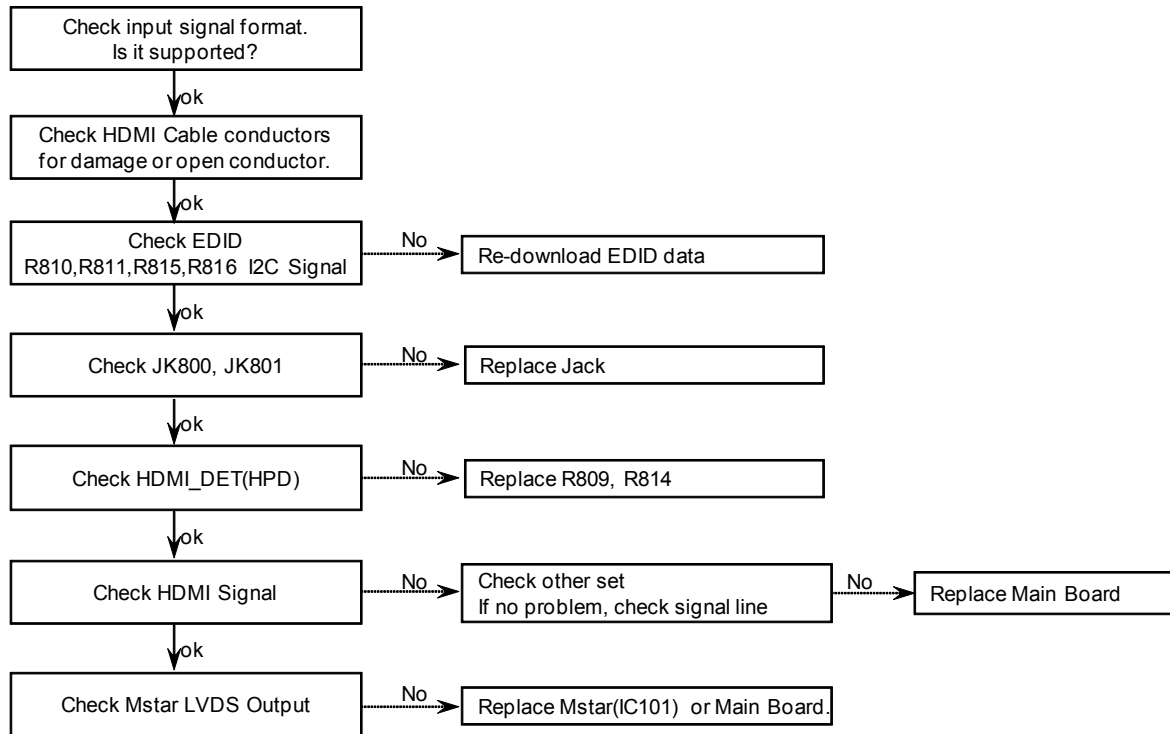 Check input signal format.
Is it supported?
ok
Check HDMI Cable conductors
for damage or open conductor.
ok
Check EDID
R810,R811,R815,R816 I2C Signal
No
Re-download EDID data
ok
Check JK800, JK801
No
Replace Jack
ok
Check HDMI_DET(HPD)
No
Replace R809, R814
ok
Check HDMI Signal
No
Check other set
If no problem, check signal line
No
Replace Main Board
ok
Check Mstar LVDS Output
No
Replace Mstar(IC101) or Main Board.